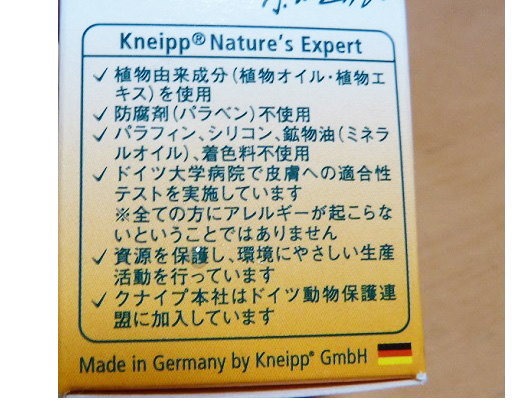 Kneipp® Nature's Expert
✓ 植物由来成分(植物オイル・植物エ
キス)を使用
✓ 防腐剤(パラベン)不使用
✓ パラフィン、シリコン、鉱物油(ミネラ
ルオイル)、着色料不使用
✓ ドイツ大学病院で皮膚への適合性
テストを実施しています
※全ての方にアレルギーが起こらな
いということではありません
✓ 資源を保護し、環境にやさしい生産
活動を行っています
✓ クナイプ本社はドイツ動物保護連
盟に加入しています
Made in Germany by Kneipp® GmbH